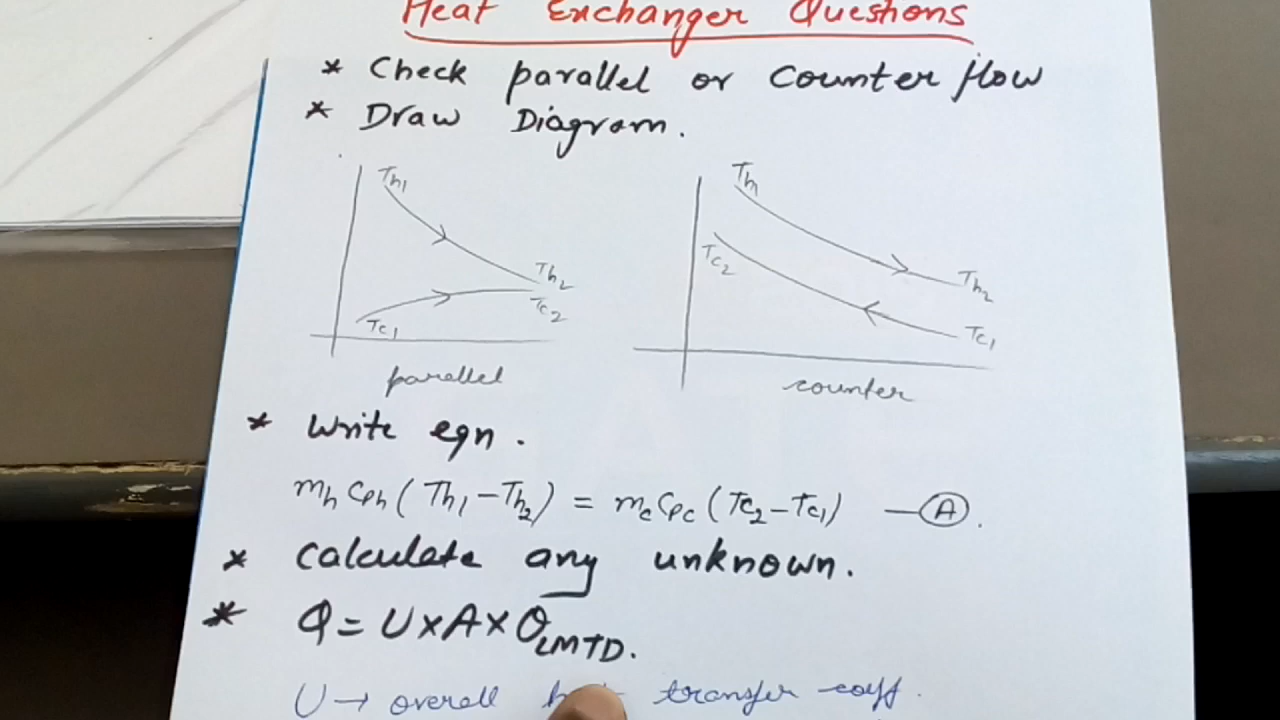 Heat Exchanger Questions
* Check parallel or Counter flow
* Draw Diagram.
Th1
Th2
Tc2
Tc1
parallel
Th1
Tc2
Th2
Tc1
counter
* Write eqn.
mh Cph (Th1 - Th2) = mc Cpc (Tc2 - Tc1) — A.
* Calculate any unknown.
* Q = U × A × θLMTD.
U → overall transfer coeff.